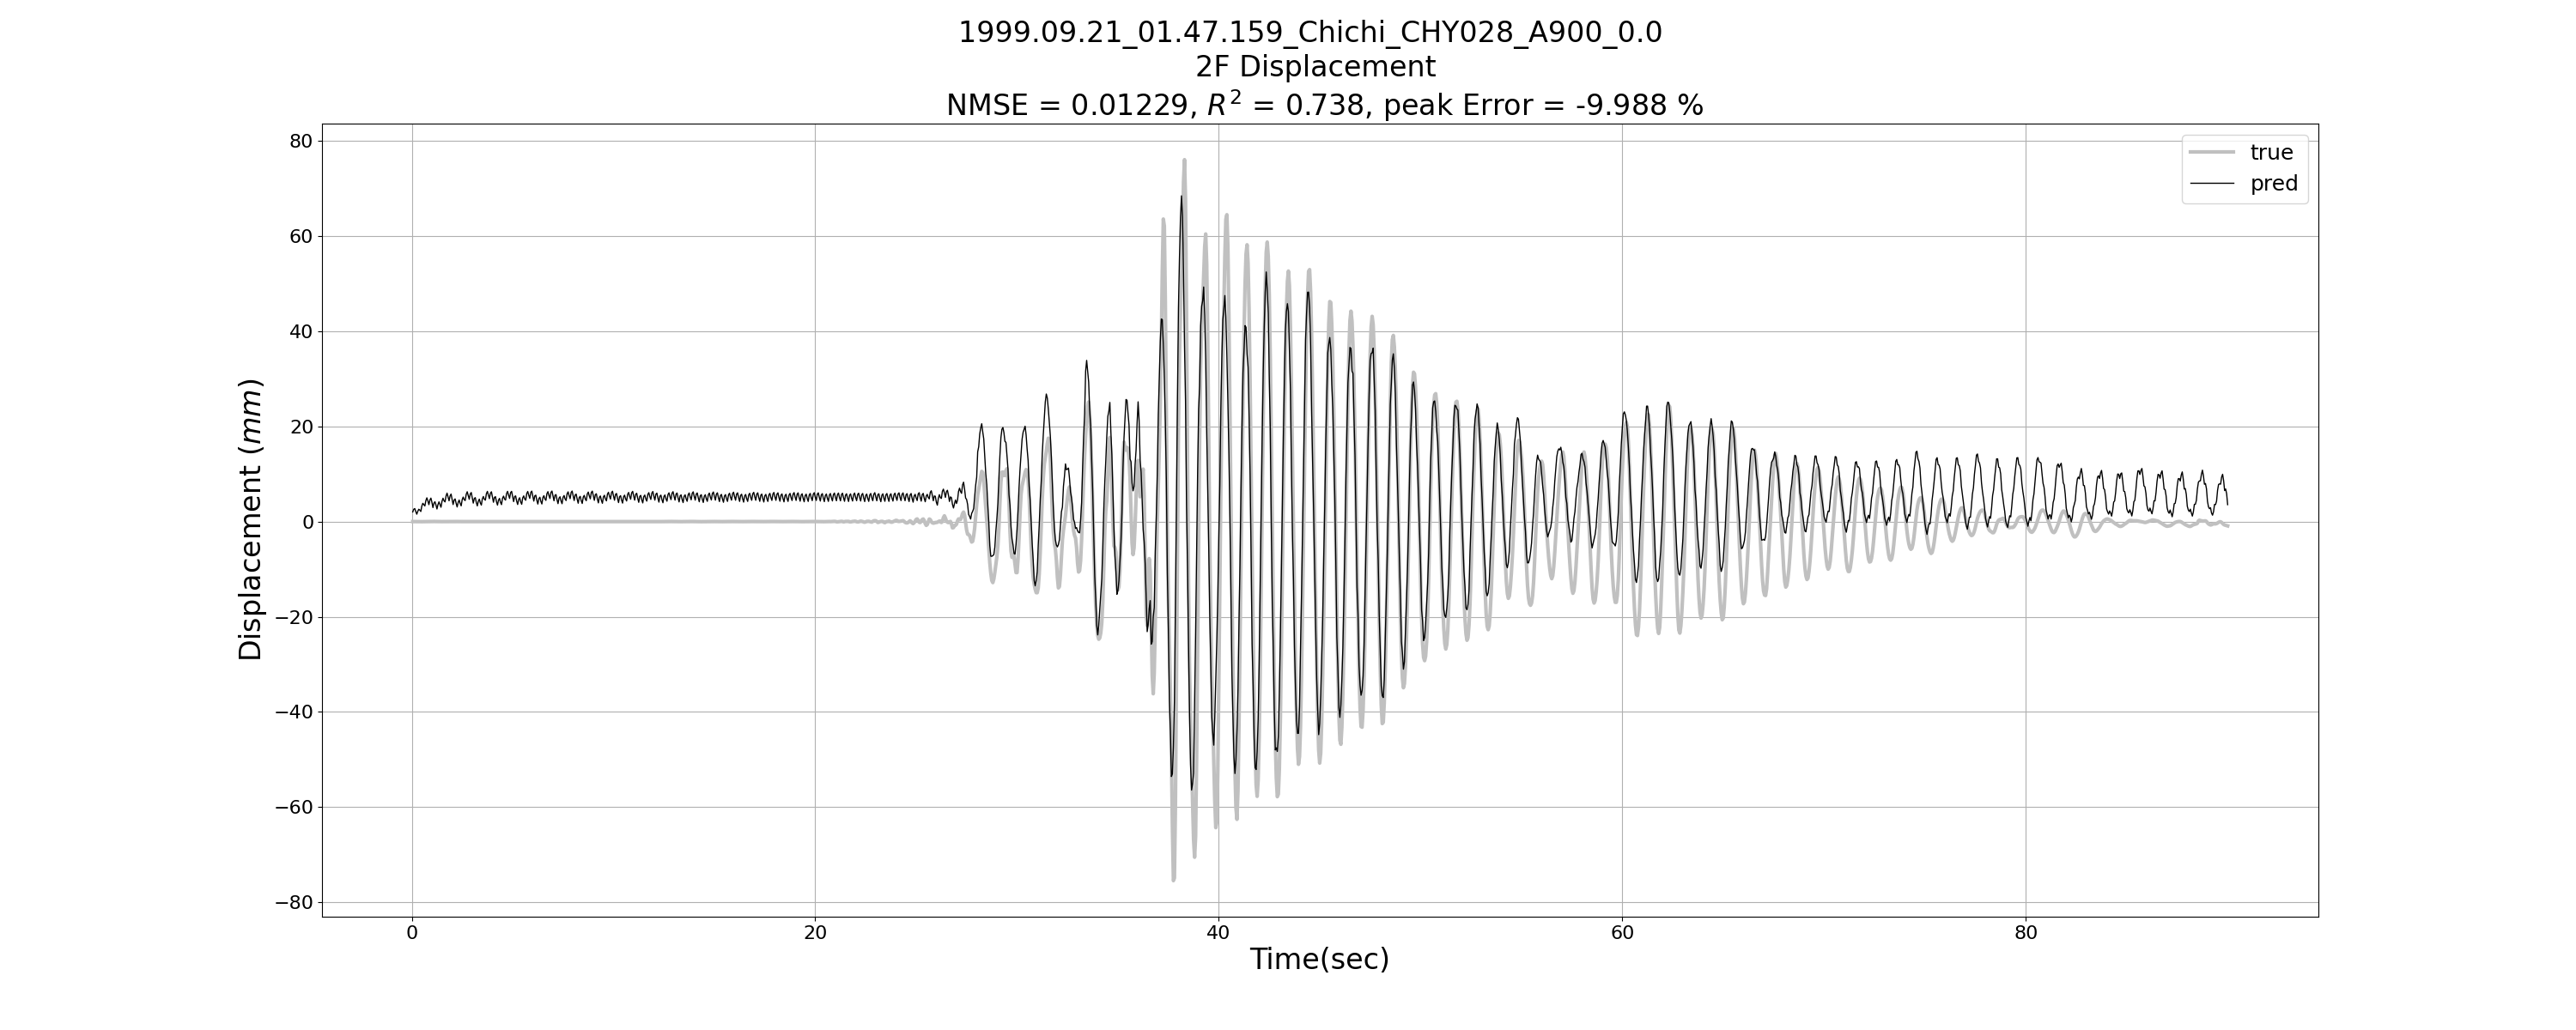 1999.09.21_01.47.159_Chichi_CHY028_A900_0.0
2F Displacement
NMSE = 0.01229, R² = 0.738, peak Error = -9.988 %
true
pred
80
60
40
20
0
−20
−40
−60
−80
Displacement (mm)
0 20 40 60 80
Time(sec)